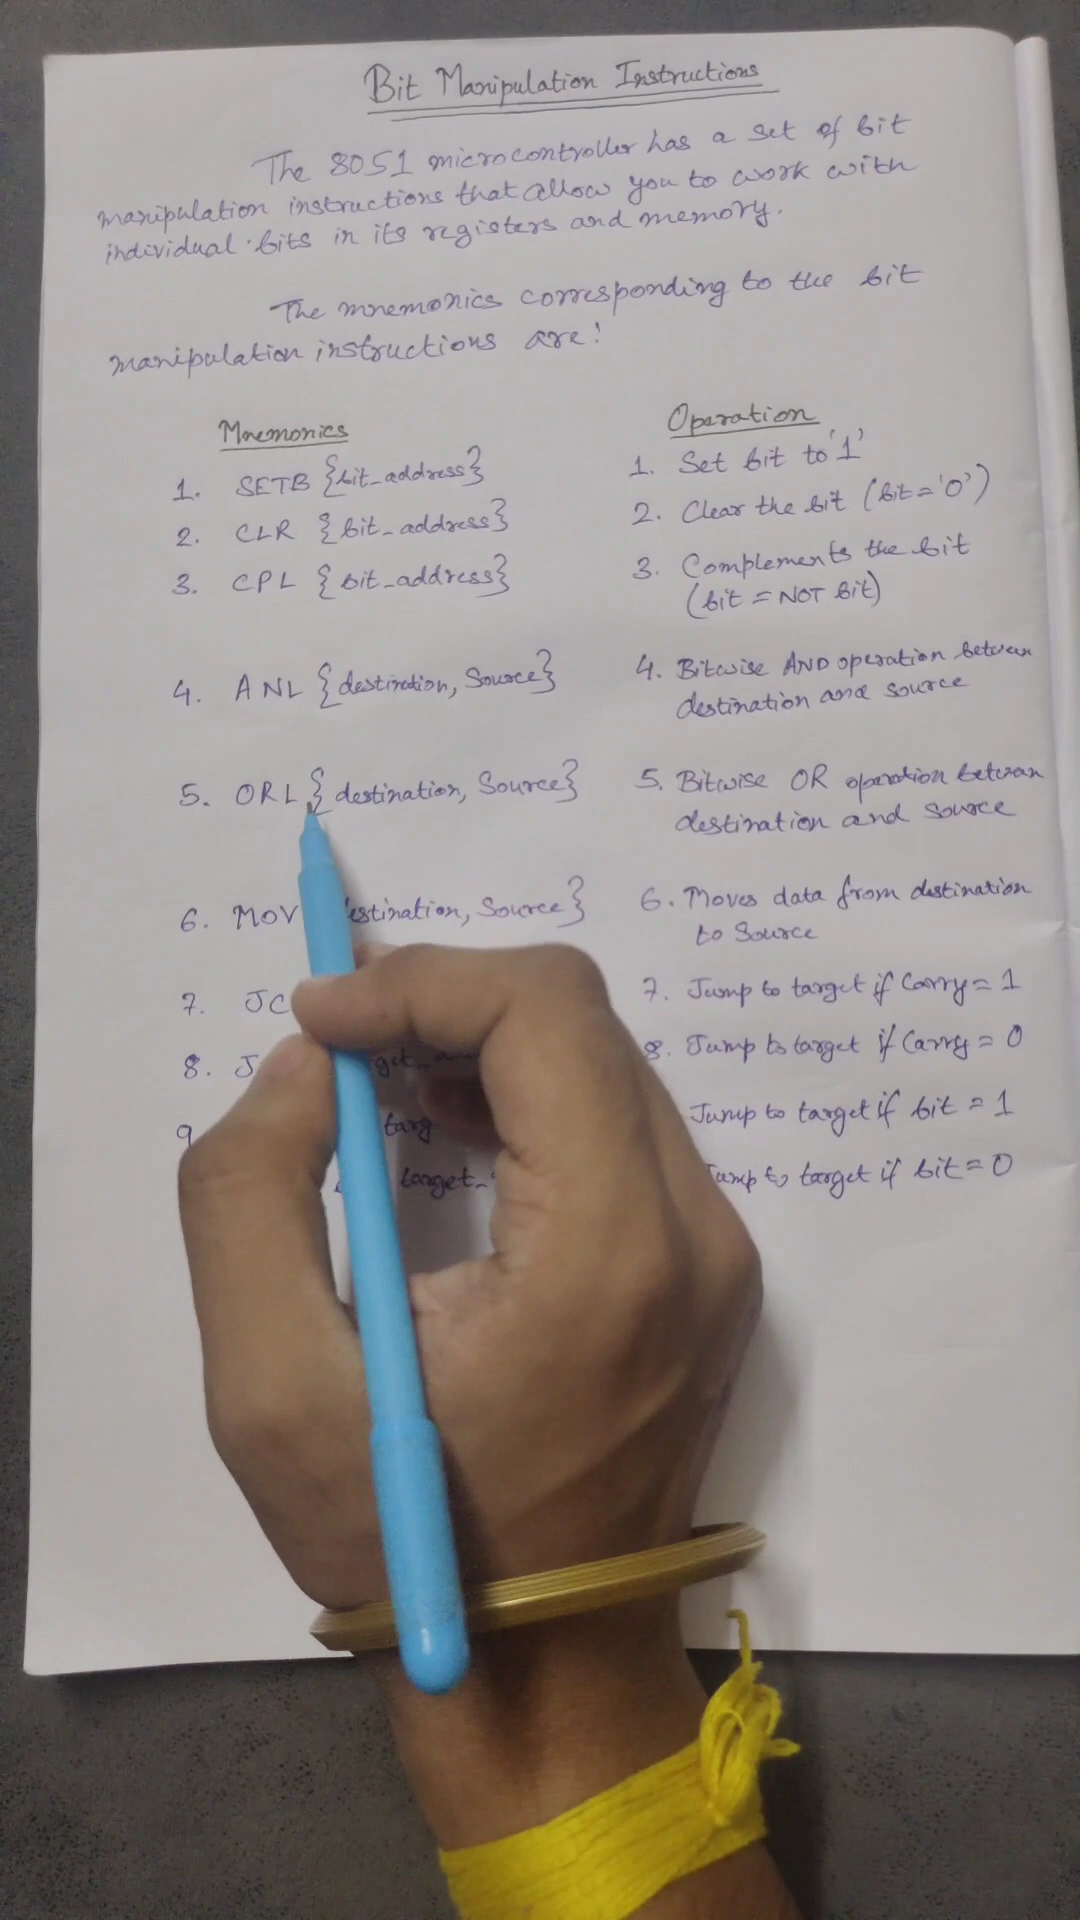 Bit Manipulation Instructions
The 8051 microcontroller has a set of bit
manipulation instructions that allow you to work with
individual bits in its registers and memory.
The mnemonics corresponding to the bit
manipulation instructions are:
Mnemonics
1. SETB {bit_address}
2. CLR {bit_address}
3. CPL {bit_address}
4. ANL {destination, Source}
5. ORL { destination, Source}
6. MOV estination, Source}
7. JC
8. J get_
9 targ
target_
Operation
1. Set bit to '1'
2. Clear the bit (bit = '0')
3. Complements the bit
(bit = NOT bit)
4. Bitwise AND operation between
destination and source
5. Bitwise OR operation between
destination and source
6. Moves data from destination
to Source
7. Jump to target if Carry = 1
8. Jump to target if Carry = 0
Jump to target if bit = 1
Jump to target if bit = 0